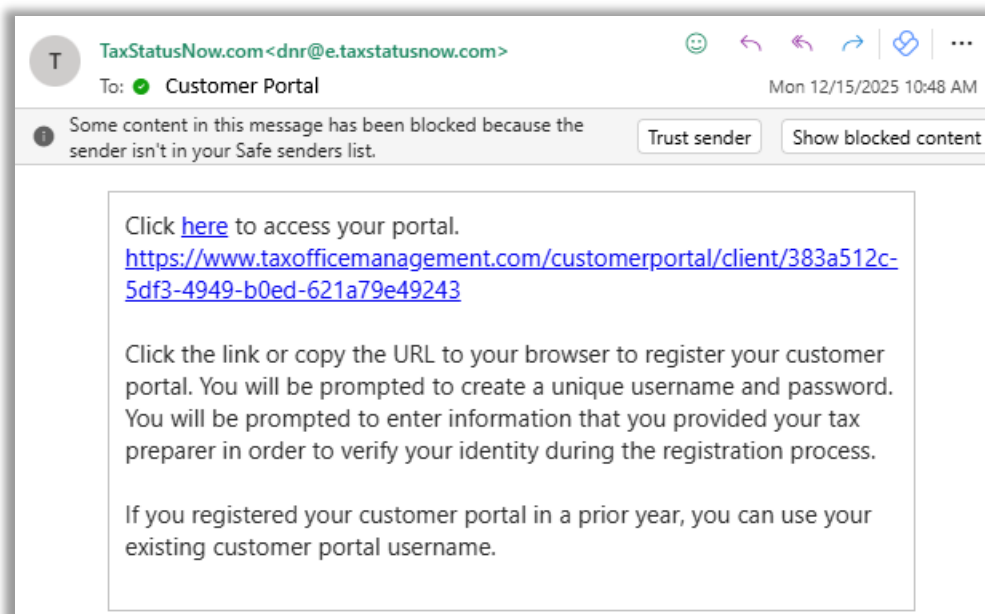 T
TaxStatusNow.com<dnr@e.taxstatusnow.com>
To: Customer Portal
Mon 12/15/2025 10:48 AM
Some content in this message has been blocked because the
sender isn't in your Safe senders list.
Trust sender
Show blocked content
Click here to access your portal.
https://www.taxofficemanagement.com/customerportal/client/383a512c-
5df3-4949-b0ed-621a79e49243
Click the link or copy the URL to your browser to register your customer
portal. You will be prompted to create a unique username and password.
You will be prompted to enter information that you provided your tax
preparer in order to verify your identity during the registration process.
If you registered your customer portal in a prior year, you can use your
existing customer portal username.